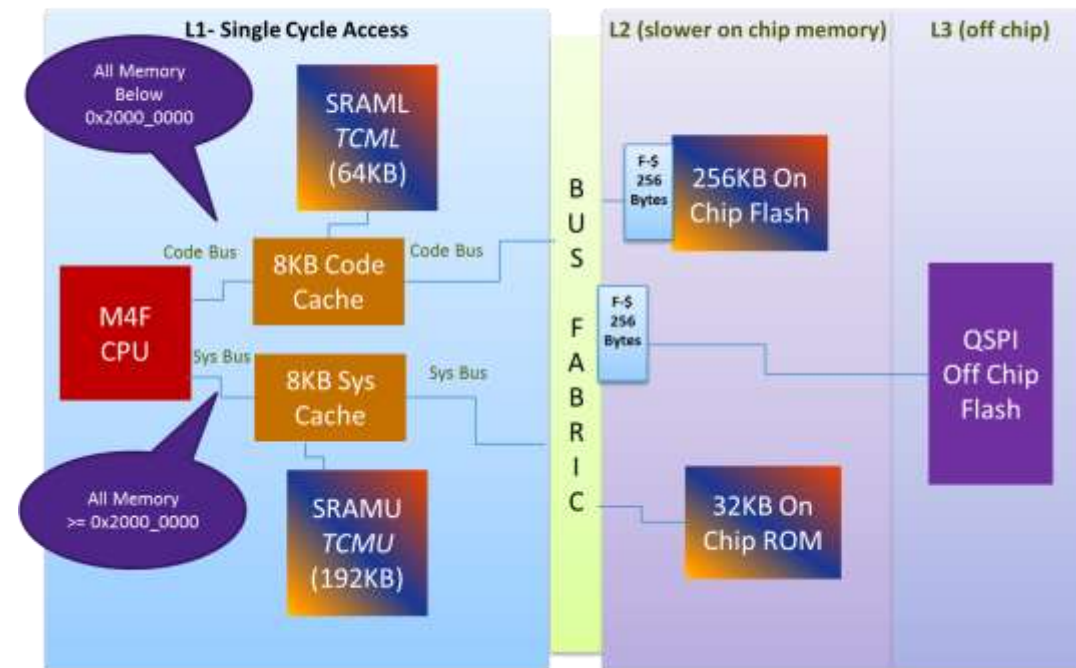 L1- Single Cycle Access
All Memory
Below
0x2000_0000
SRAML
TCML
(64KB)
Code Bus
8KB Code
Cache
Code Bus
M4F
CPU
Sys Bus
8KB Sys
Cache
Sys Bus
All Memory
>= 0x2000_0000
SRAMU
TCMU
(192KB)
B
U
S
F
A
B
R
I
C
L2 (slower on chip memory)
F-$
256
Bytes
256KB On
Chip Flash
F-$
256
Bytes
32KB On
Chip ROM
L3 (off chip)
QSPI
Off Chip
Flash